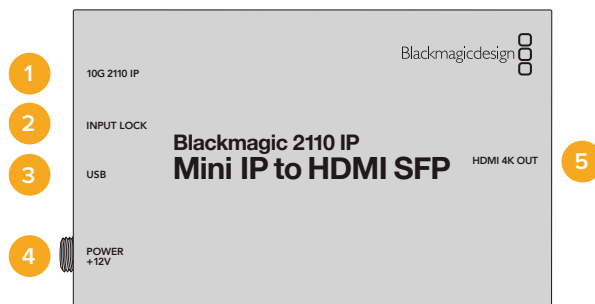 Blackmagicdesign
1
10G 2110 IP
2
INPUT LOCK
Blackmagic 2110 IP
Mini IP to HDMI SFP
3
USB
HDMI 4K OUT
5
4
POWER
+12V